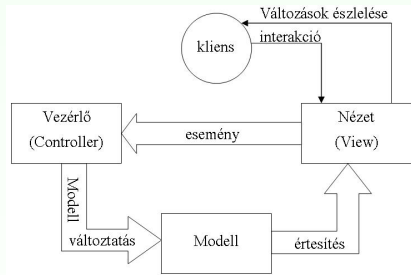 Változások észlelése
kliens
interakció
Vezérlő
(Controller)
esemény
Nézet
(View)
Modell
változtatás
Modell
értesítés